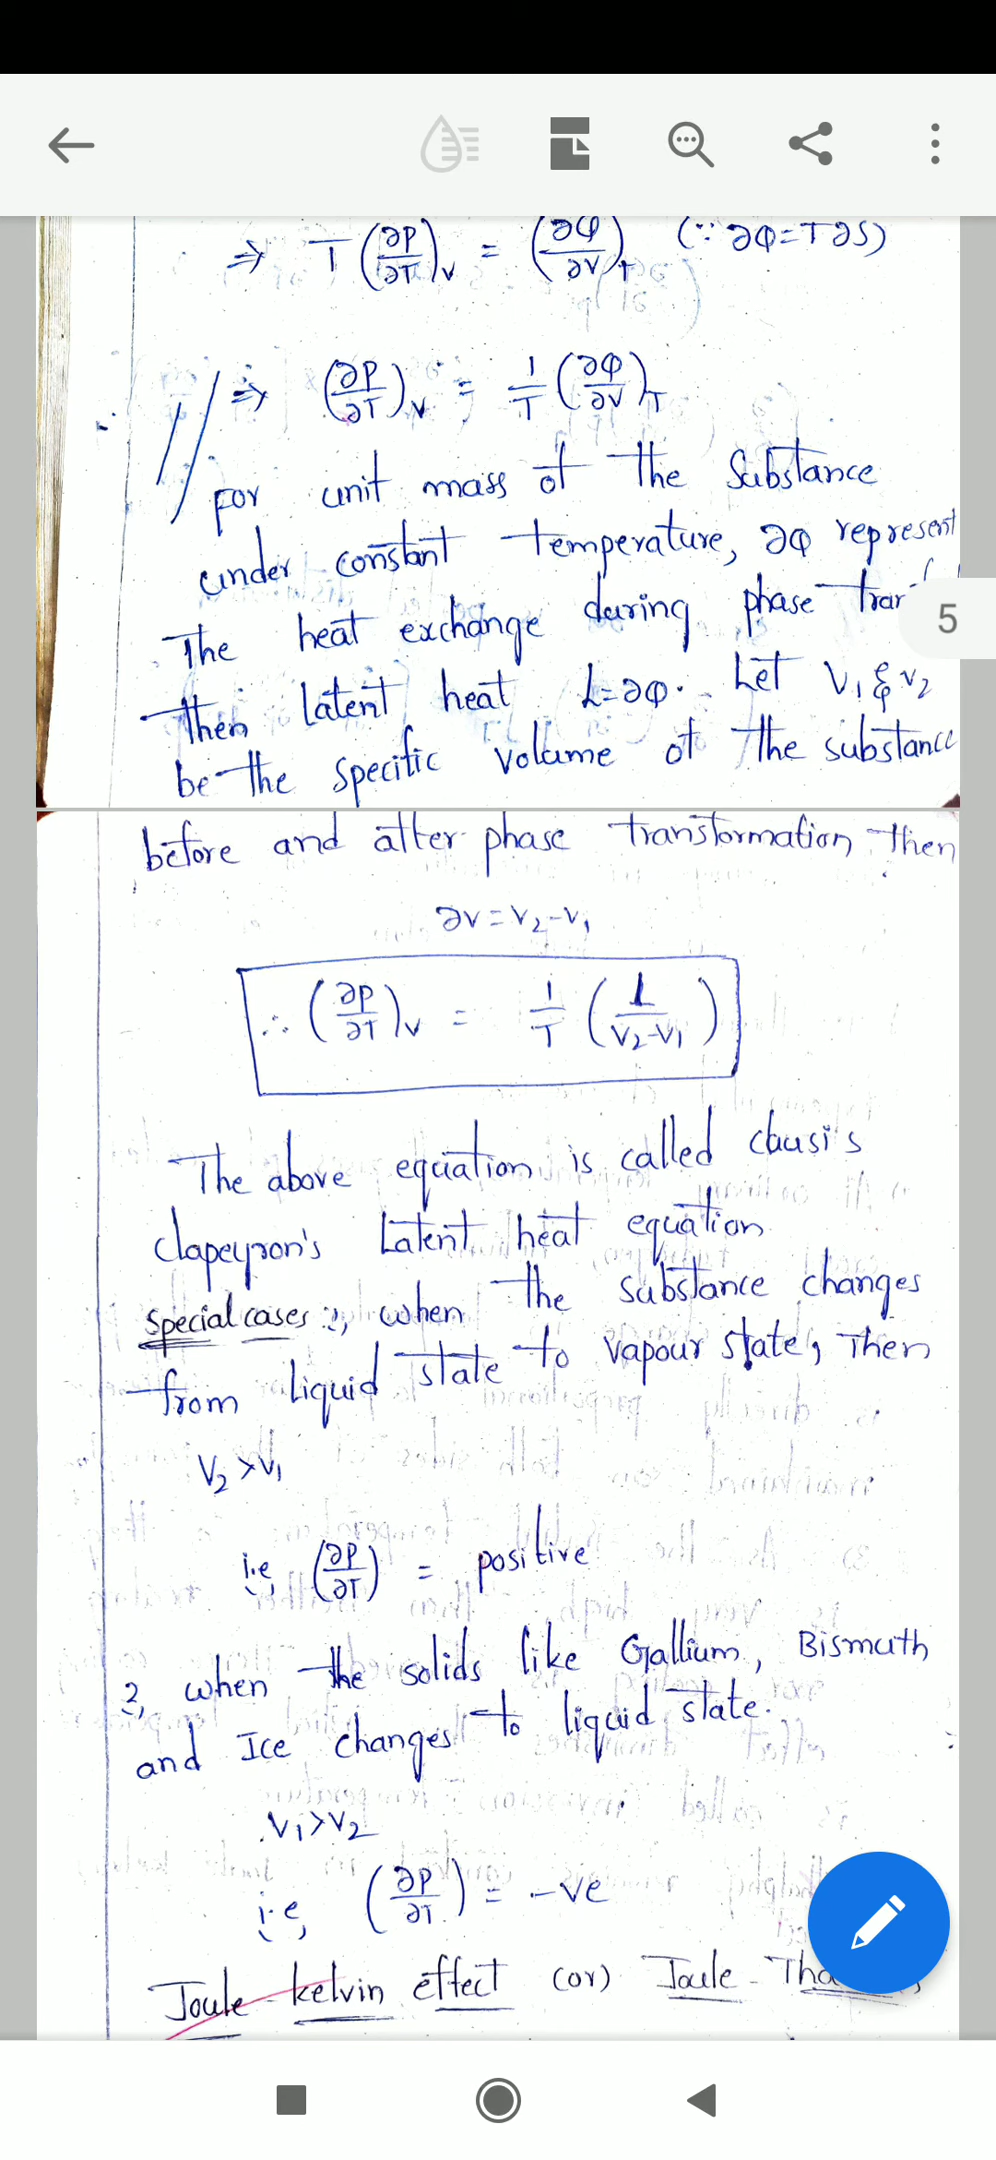 ⇒ T(∂P/∂T)V = (∂Q/∂V)T (∵ ∂Q=T∂S)
⇒ (∂P/∂T)V = 1/T (∂Q/∂V)T
For unit mass of the Substance
under constant temperature, ∂Q represent
The heat exchange during phase
5
Then latent heat L=∂Q. Let V1 & V2
be the specific volume of the substance
before and after phase transformation Then
∂V=V2-V1
∴ (∂P/∂T)V = 1/T (L/V2-V1)
The above equation is called clausi's
clapeyron's Latent heat equation
special cases :1, when the substance changes
from liquid state to vapour state, Then
V2>V1
i.e, (∂P/∂T) = positive
2, when the solids like Gallium, Bismuth
and Ice changes to liquid state.
V1>V2
i.e, (∂P/∂T) = -ve
Joule-kelvin effect (or) Joule-